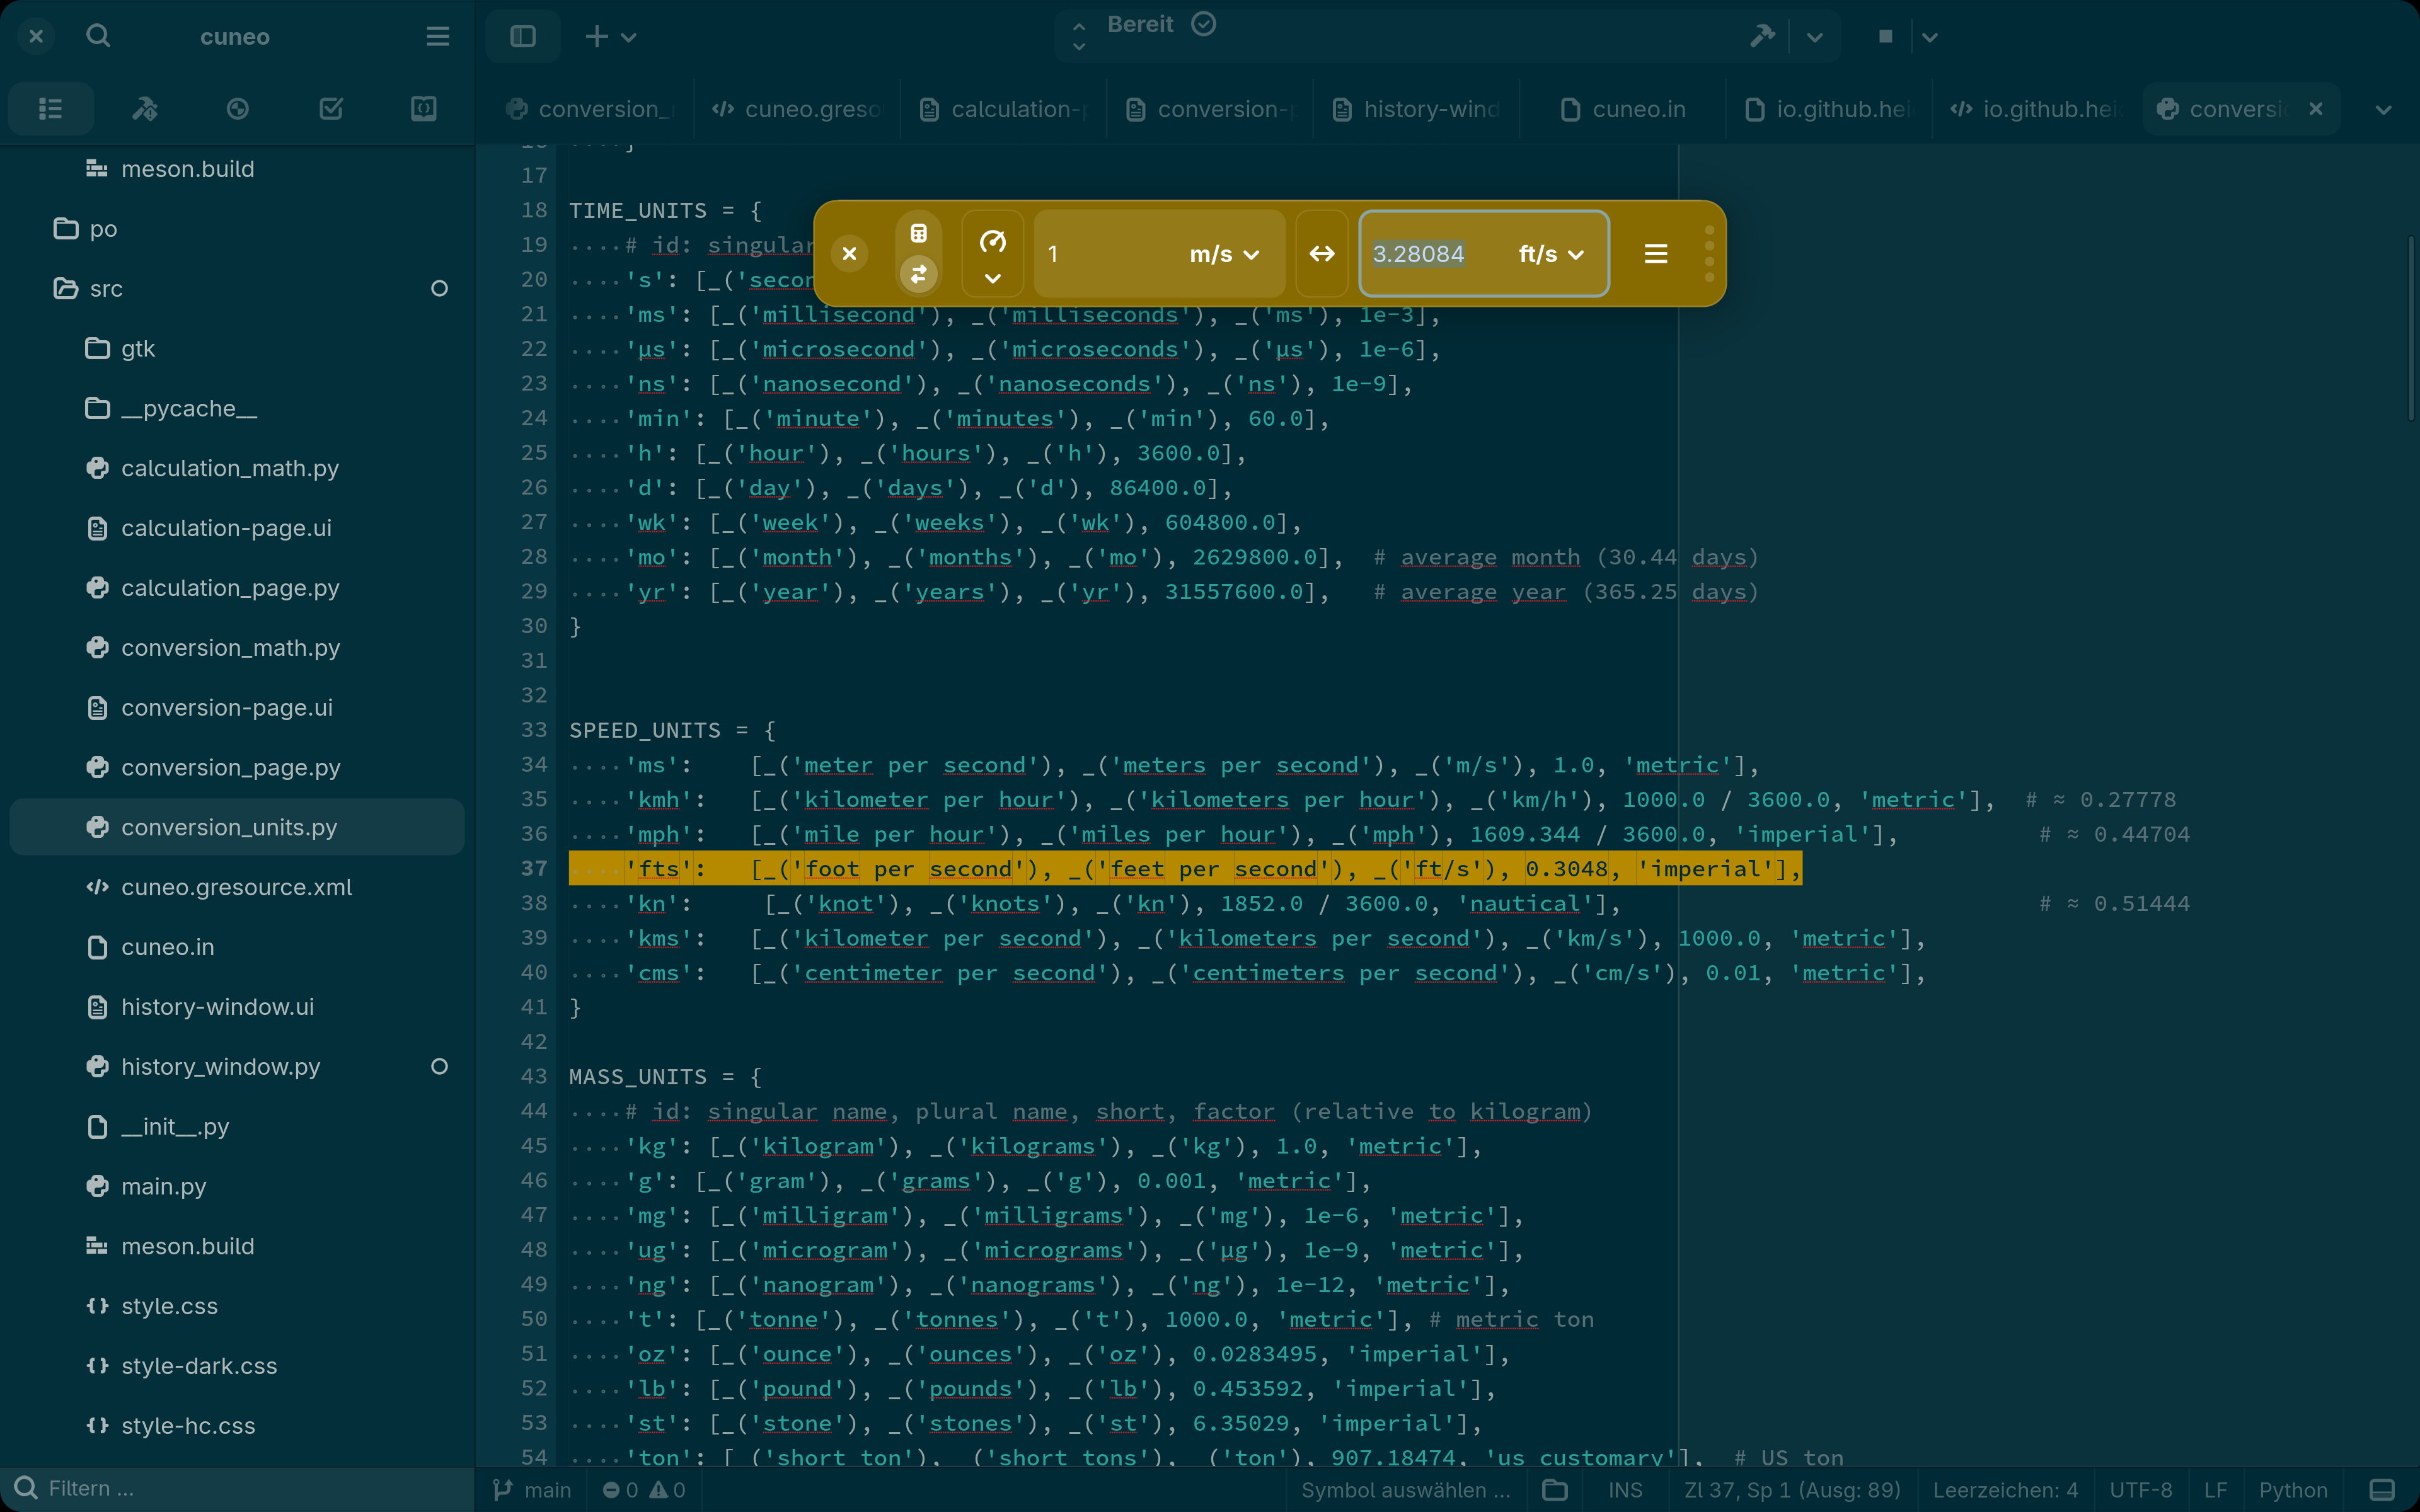 cuneo
Bereit
conversion_
cuneo.greso
calculation-p
conversion-p
history-wind
cuneo.in
io.github.hei
io.github.hei
conversi
meson.build
po
src
gtk
__pycache__
calculation_math.py
calculation-page.ui
calculation_page.py
conversion_math.py
conversion-page.ui
conversion_page.py
conversion_units.py
cuneo.gresource.xml
cuneo.in
history-window.ui
history_window.py
__init__.py
main.py
meson.build
style.css
style-dark.css
style-hc.css
Filtern ...
1 m/s 3.28084 ft/s
17
18 TIME_UNITS = {
19 ....# id: singular
20 ....'s': [_('secon
21 ....'ms': [_('millisecond'), _('milliseconds'), _('ms'), 1e-3],
22 ....'µs': [_('microsecond'), _('microseconds'), _('µs'), 1e-6],
23 ....'ns': [_('nanosecond'), _('nanoseconds'), _('ns'), 1e-9],
24 ....'min': [_('minute'), _('minutes'), _('min'), 60.0],
25 ....'h': [_('hour'), _('hours'), _('h'), 3600.0],
26 ....'d': [_('day'), _('days'), _('d'), 86400.0],
27 ....'wk': [_('week'), _('weeks'), _('wk'), 604800.0],
28 ....'mo': [_('month'), _('months'), _('mo'), 2629800.0],  # average month (30.44 days)
29 ....'yr': [_('year'), _('years'), _('yr'), 31557600.0],   # average year (365.25 days)
30 }
31
32
33 SPEED_UNITS = {
34 ....'ms':    [_('meter per second'), _('meters per second'), _('m/s'), 1.0, 'metric'],
35 ....'kmh':   [_('kilometer per hour'), _('kilometers per hour'), _('km/h'), 1000.0 / 3600.0, 'metric'],  # ≈ 0.27778
36 ....'mph':   [_('mile per hour'), _('miles per hour'), _('mph'), 1609.344 / 3600.0, 'imperial'],          # ≈ 0.44704
37 ....'fts':   [_('foot per second'), _('feet per second'), _('ft/s'), 0.3048, 'imperial'],
38 ....'kn':     [_('knot'), _('knots'), _('kn'), 1852.0 / 3600.0, 'nautical'],                              # ≈ 0.51444
39 ....'kms':   [_('kilometer per second'), _('kilometers per second'), _('km/s'), 1000.0, 'metric'],
40 ....'cms':   [_('centimeter per second'), _('centimeters per second'), _('cm/s'), 0.01, 'metric'],
41 }
42
43 MASS_UNITS = {
44 ....# id: singular name, plural name, short, factor (relative to kilogram)
45 ....'kg': [_('kilogram'), _('kilograms'), _('kg'), 1.0, 'metric'],
46 ....'g': [_('gram'), _('grams'), _('g'), 0.001, 'metric'],
47 ....'mg': [_('milligram'), _('milligrams'), _('mg'), 1e-6, 'metric'],
48 ....'ug': [_('microgram'), _('micrograms'), _('µg'), 1e-9, 'metric'],
49 ....'ng': [_('nanogram'), _('nanograms'), _('ng'), 1e-12, 'metric'],
50 ....'t': [_('tonne'), _('tonnes'), _('t'), 1000.0, 'metric'], # metric ton
51 ....'oz': [_('ounce'), _('ounces'), _('oz'), 0.0283495, 'imperial'],
52 ....'lb': [_('pound'), _('pounds'), _('lb'), 0.453592, 'imperial'],
53 ....'st': [_('stone'), _('stones'), _('st'), 6.35029, 'imperial'],
54 ....'ton': [_('short ton'), _('short tons'), _('ton'), 907.18474, 'us_customary'],  # US ton
main 0 0 Symbol auswählen ... INS Zl 37, Sp 1 (Ausg: 89) Leerzeichen: 4 UTF-8 LF Python